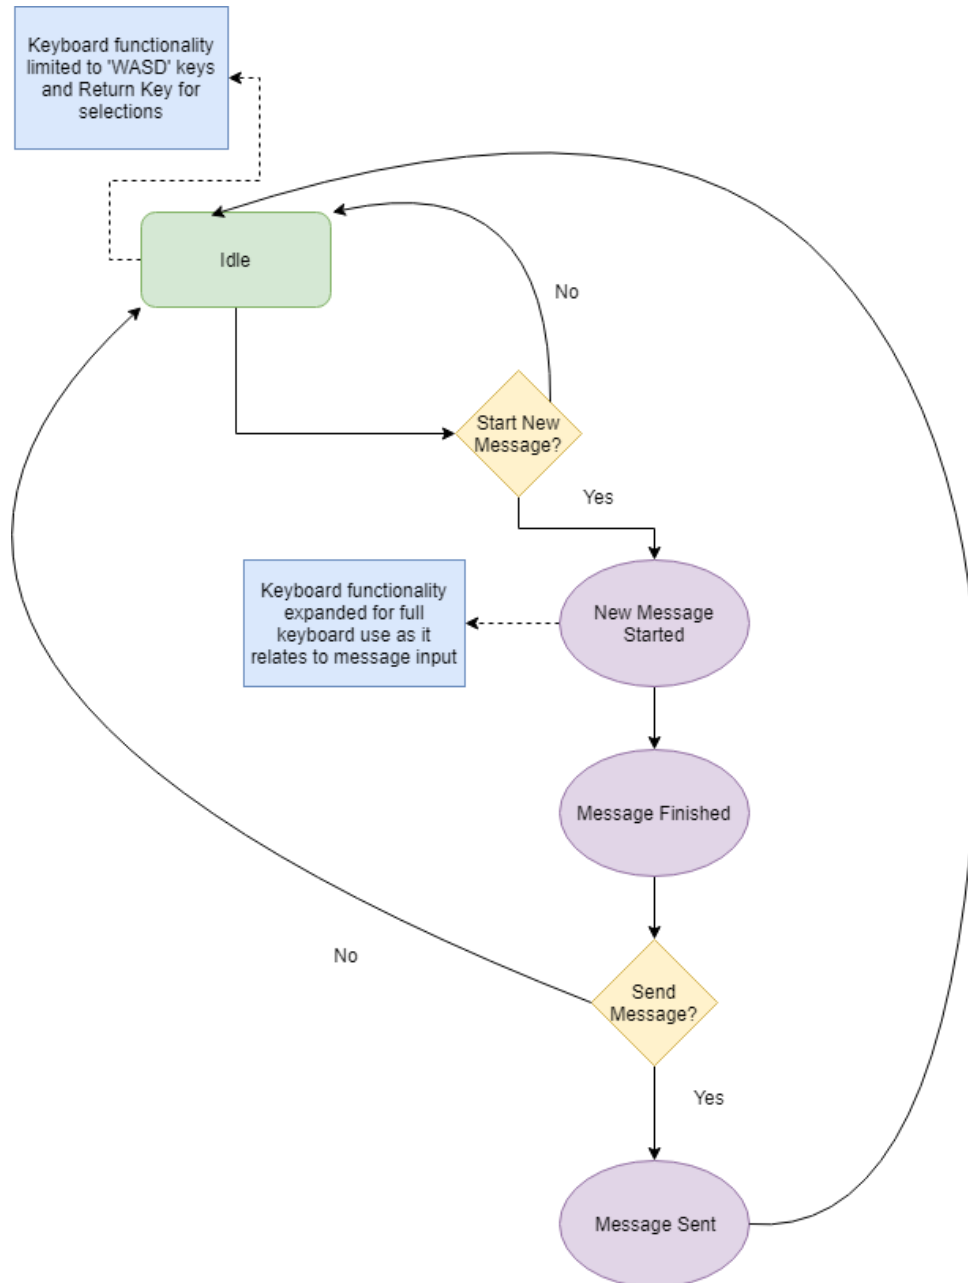 Keyboard functionality
limited to 'WASD' keys
and Return Key for
selections
Idle
No
Start New
Message?
Yes
Keyboard functionality
expanded for full
keyboard use as it
relates to message input
New Message
Started
Message Finished
No
Send
Message?
Yes
Message Sent